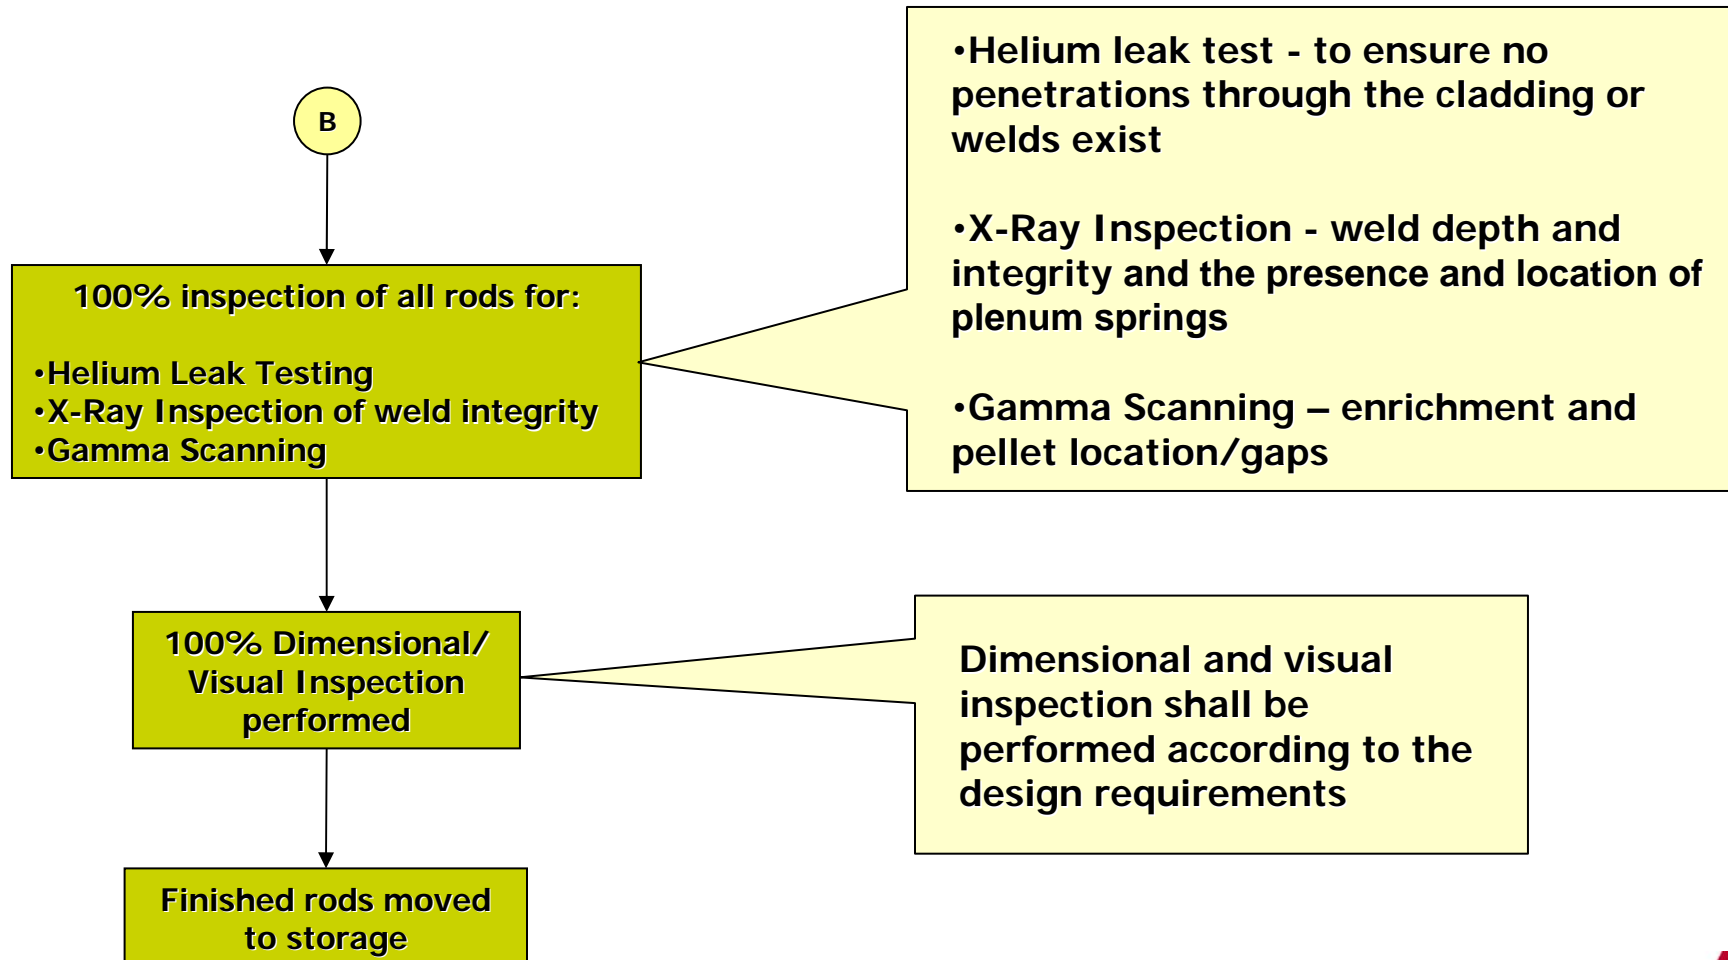 B
100% inspection of all rods for:
•Helium Leak Testing
•X-Ray Inspection of weld integrity
•Gamma Scanning
•Helium leak test - to ensure no
penetrations through the cladding or
welds exist
•X-Ray Inspection - weld depth and
integrity and the presence and location of
plenum springs
•Gamma Scanning – enrichment and
pellet location/gaps
100% Dimensional/
Visual Inspection
performed
Dimensional and visual
inspection shall be
performed according to the
design requirements
Finished rods moved
to storage